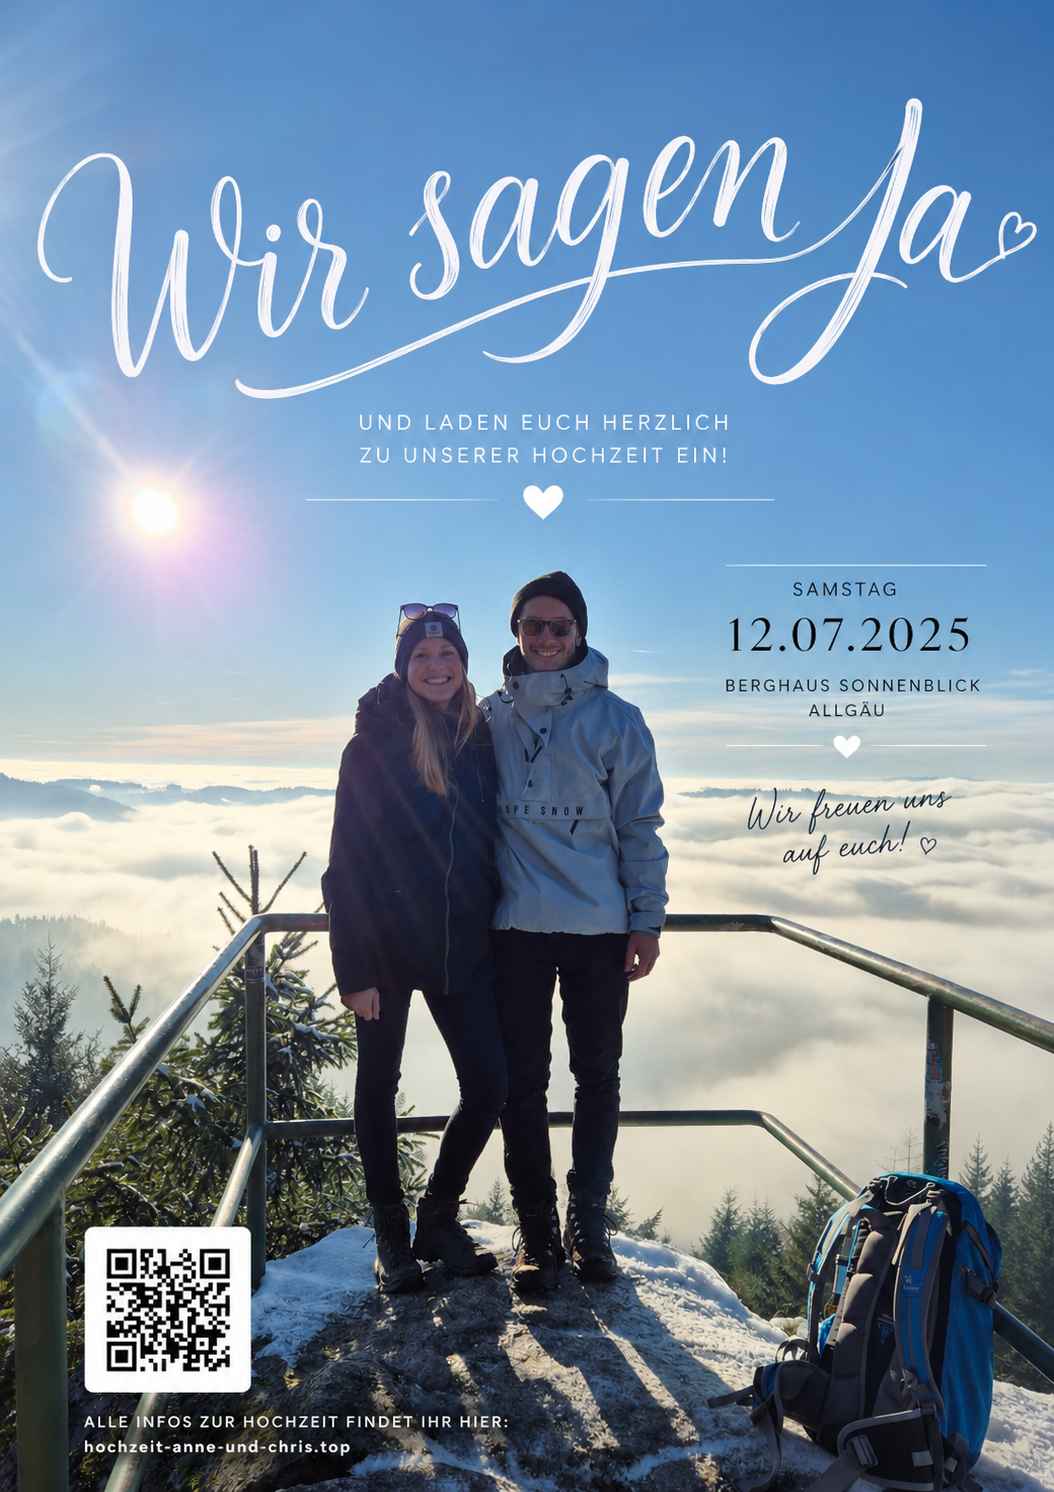 Wir sagen Ja
UND LADEN EUCH HERZLICH
ZU UNSERER HOCHZEIT EIN!
SAMSTAG
12.07.2025
BERGHAUS SONNENBLICK
ALLGÄU
Wir freuen uns
auf euch!
SNOW
ALLE INFOS ZUR HOCHZEIT FINDET IHR HIER:
hochzeit-anne-und-chris.top